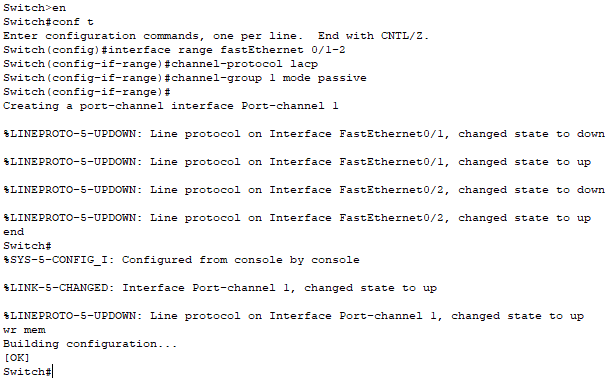 Switch>en
Switch#conf t
Enter configuration commands, one per line.  End with CNTL/Z.
Switch(config)#interface range fastEthernet 0/1-2
Switch(config-if-range)#channel-protocol lacp
Switch(config-if-range)#channel-group 1 mode passive
Switch(config-if-range)#
Creating a port-channel interface Port-channel 1
%LINEPROTO-5-UPDOWN: Line protocol on Interface FastEthernet0/1, changed state to down
%LINEPROTO-5-UPDOWN: Line protocol on Interface FastEthernet0/1, changed state to up
%LINEPROTO-5-UPDOWN: Line protocol on Interface FastEthernet0/2, changed state to down
%LINEPROTO-5-UPDOWN: Line protocol on Interface FastEthernet0/2, changed state to up
end
Switch#
%SYS-5-CONFIG_I: Configured from console by console
%LINK-5-CHANGED: Interface Port-channel 1, changed state to up
%LINEPROTO-5-UPDOWN: Line protocol on Interface Port-channel 1, changed state to up
wr mem
Building configuration...
[OK]
Switch#